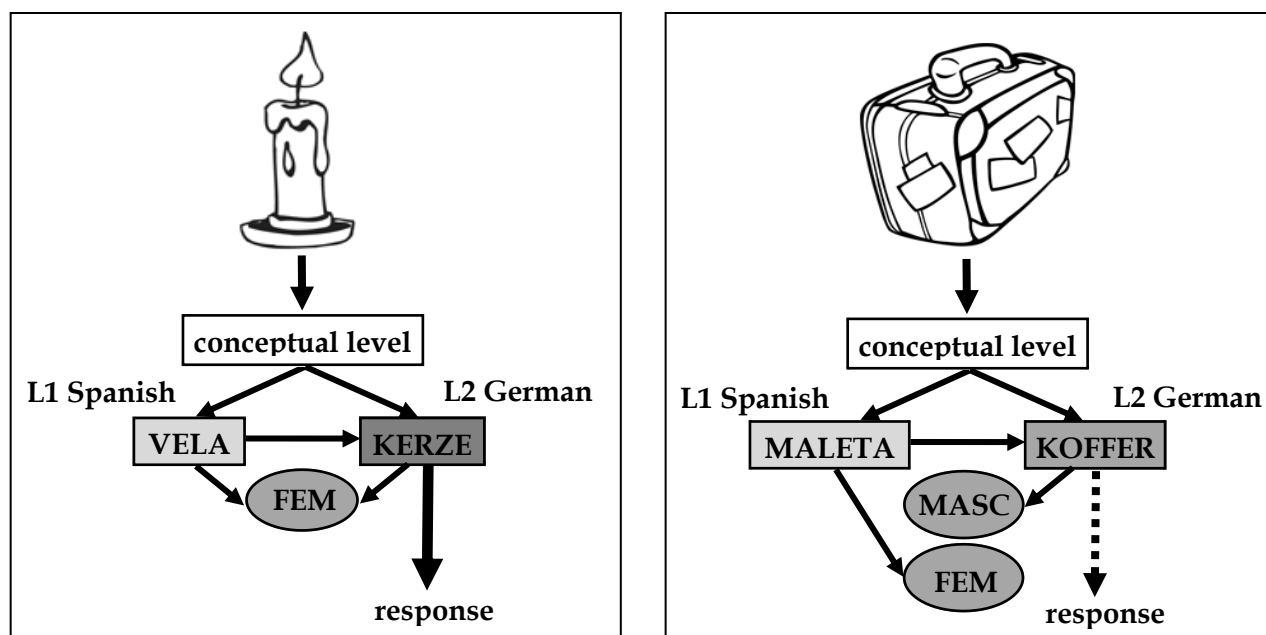 conceptual level
L1 Spanish
L2 German
VELA
KERZE
FEM
response
conceptual level
L1 Spanish
L2 German
MALETA
KOFFER
MASC
FEM
response